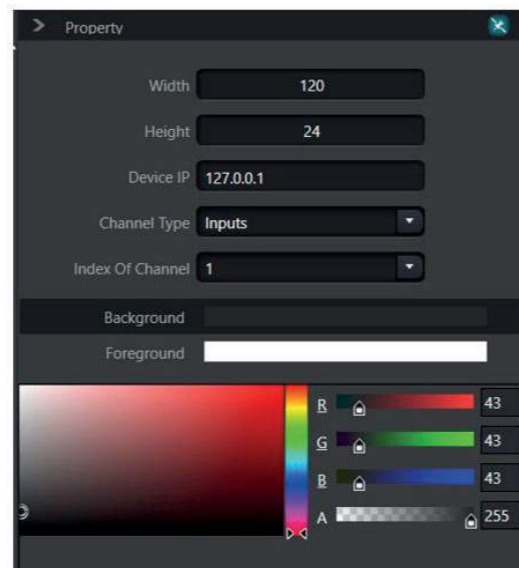 Property
Width 120
Height 24
Device IP 127.0.0.1
Channel Type Inputs
Index Of Channel 1
Background
Foreground
R 43
G 43
B 43
A 255